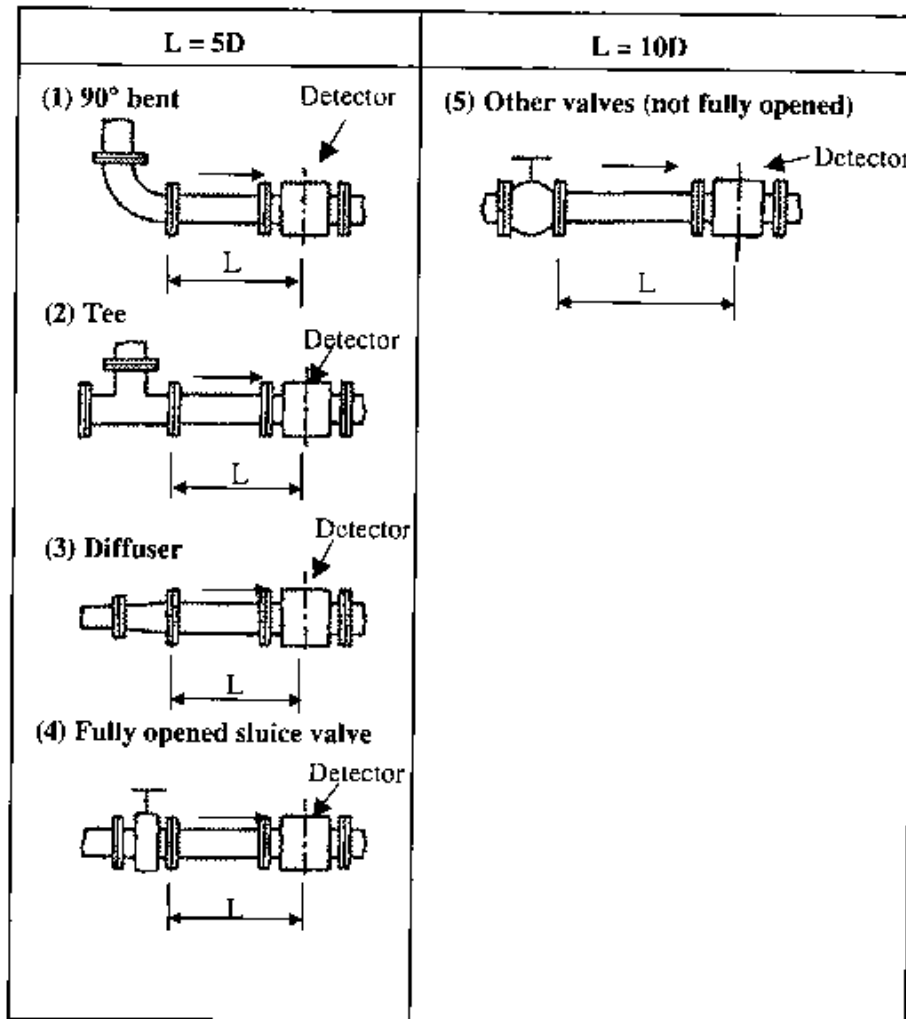 L = 5D
(1) 90° bent
Detector
L
(2) Tee
Detector
L
(3) Diffuser
Detector
L
(4) Fully opened sluice valve
Detector
L
L = 10D
(5) Other valves (not fully opened)
Detector
L